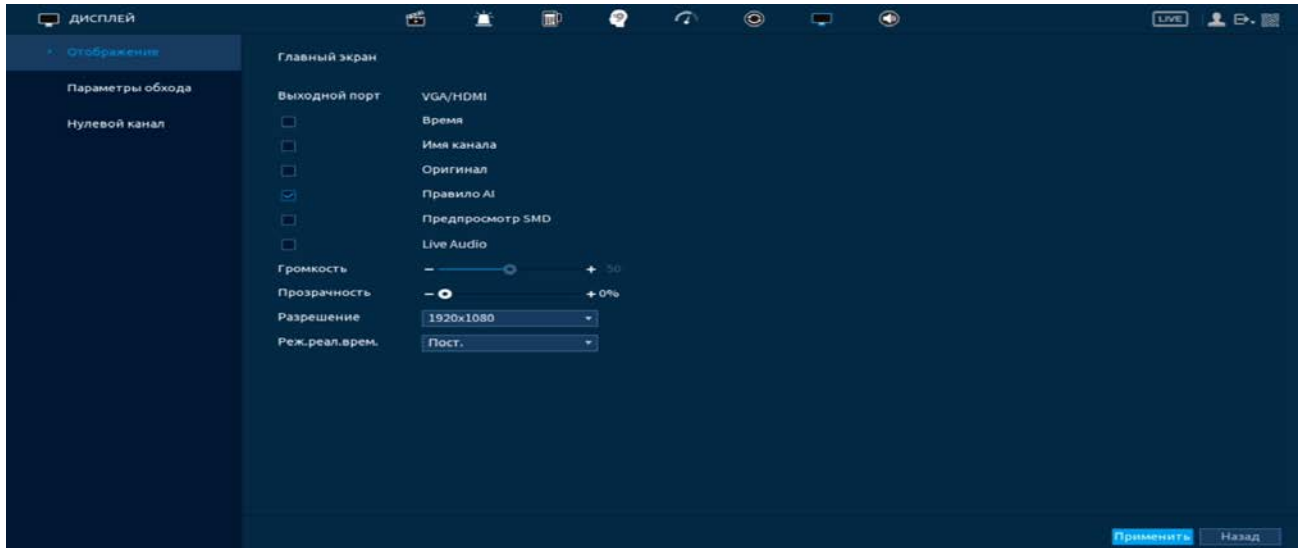 ДИСПЛЕЙ LIVE
Отображение
Параметры обхода
Нулевой канал
Главный экран
Выходной порт VGA/HDMI
Время
Имя канала
Оригинал
Правило AI
Предпросмотр SMD
Live Audio
Громкость − + 50
Прозрачность − + 0%
Разрешение 1920x1080
Реж.реал.врем. Пост.
Применить Назад